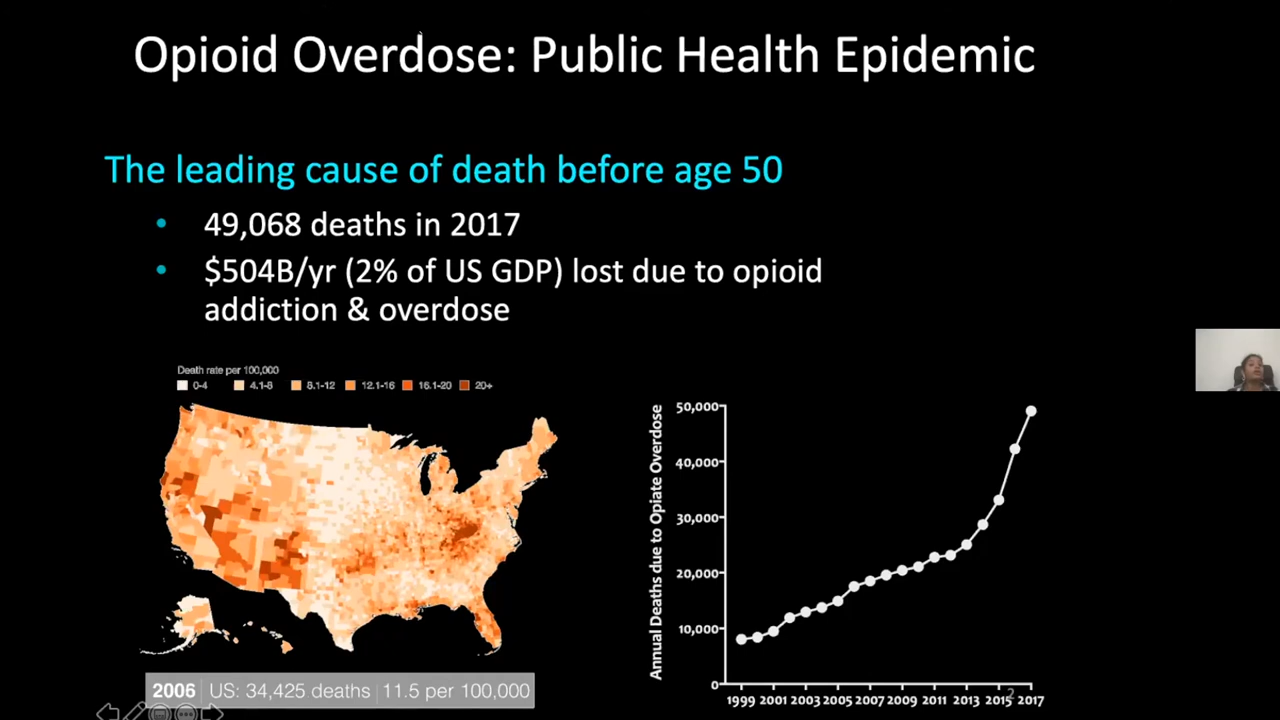 Opioid Overdose: Public Health Epidemic
The leading cause of death before age 50
• 49,068 deaths in 2017
• $504B/yr (2% of US GDP) lost due to opioid
addiction & overdose
Death rate per 100,000
0-4 4.1-8 8.1-12 12.1-16 16.1-20 20+
2006 US: 34,425 deaths 11.5 per 100,000
Annual Deaths due to Opiate Overdose
50,000
40,000
30,000
20,000
10,000
0
1999 2001 2003 2005 2007 2009 2011 2013 2015 2017
2